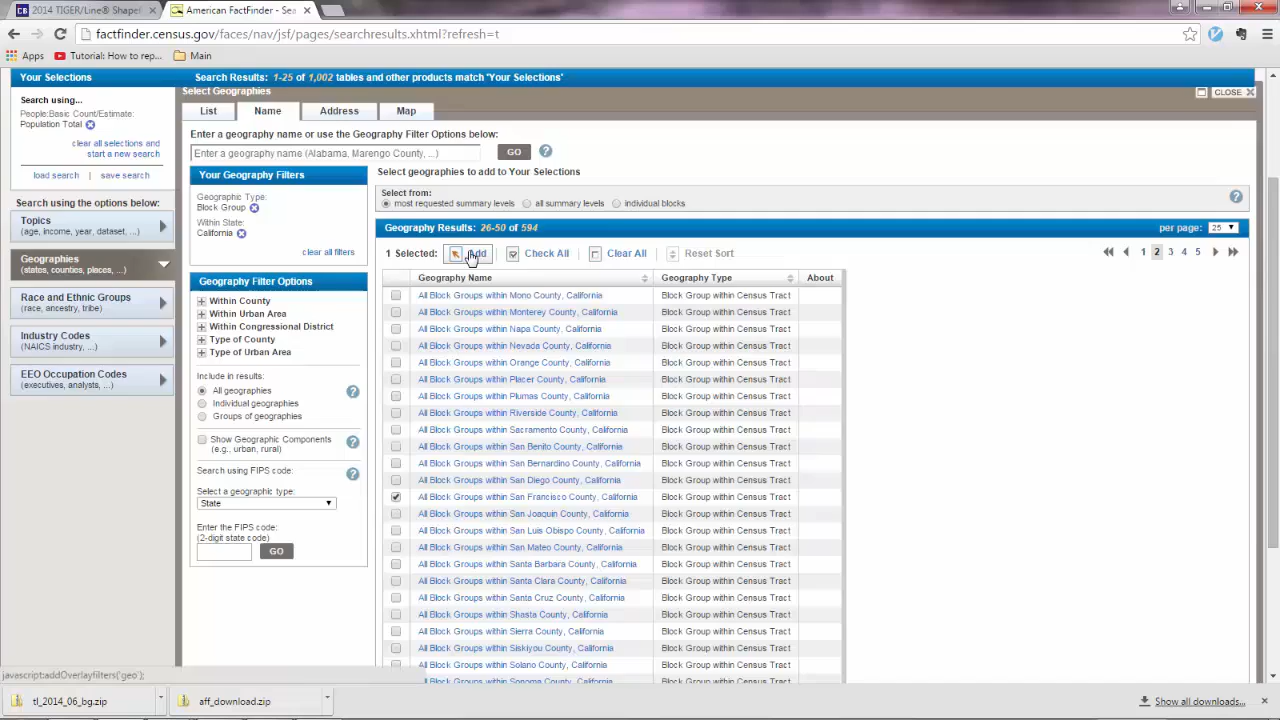 2014 TIGER/Line® Shapef
American FactFinder - Sea
factfinder.census.gov/faces/nav/jsf/pages/searchresults.xhtml?refresh=t
Apps
Tutorial: How to rep...
Main
Your Selections
Search Results: 1-25 of 1,002 tables and other products match 'Your Selections'
Select Geographies
CLOSE
Search using...
People:Basic Count/Estimate:
Population Total
clear all selections and
start a new search
load search | save search
Search using the options below:
Topics
(age, income, year, dataset, ...)
Geographies
(states, counties, places, ...)
Race and Ethnic Groups
(race, ancestry, tribe)
Industry Codes
(NAICS industry, ...)
EEO Occupation Codes
(executives, analysts, ...)
List
Name
Address
Map
Enter a geography name or use the Geography Filter Options below:
Enter a geography name (Alabama, Marengo County, ...)
GO
Your Geography Filters
Geographic Type:
Block Group
Within State:
California
clear all filters
Geography Filter Options
Within County
Within Urban Area
Within Congressional District
Type of County
Type of Urban Area
Include in results:
All geographies
Individual geographies
Groups of geographies
Show Geographic Components
(e.g.. urban, rural)
Search using FIPS code:
Select a geographic type:
State
Enter the FIPS code:
(2-digit state code)
GO
Select geographies to add to Your Selections
Select from:
most requested summary levels
all summary levels
individual blocks
Geography Results: 26-50 of 594
per page: 25
1 Selected: Add | Check All | Clear All | Reset Sort
1 2 3 4 5
Geography Name Geography Type About
All Block Groups within Mono County, California Block Group within Census Tract
All Block Groups within Monterey County, California Block Group within Census Tract
All Block Groups within Napa County, California Block Group within Census Tract
All Block Groups within Nevada County, California Block Group within Census Tract
All Block Groups within Orange County, California Block Group within Census Tract
All Block Groups within Placer County, California Block Group within Census Tract
All Block Groups within Plumas County, California Block Group within Census Tract
All Block Groups within Riverside County, California Block Group within Census Tract
All Block Groups within Sacramento County, California Block Group within Census Tract
All Block Groups within San Benito County, California Block Group within Census Tract
All Block Groups within San Bernardino County, California Block Group within Census Tract
All Block Groups within San Diego County, California Block Group within Census Tract
All Block Groups within San Francisco County, California Block Group within Census Tract
All Block Groups within San Joaquin County, California Block Group within Census Tract
All Block Groups within San Luis Obispo County, California Block Group within Census Tract
All Block Groups within San Mateo County, California Block Group within Census Tract
All Block Groups within Santa Barbara County, California Block Group within Census Tract
All Block Groups within Santa Clara County, California Block Group within Census Tract
All Block Groups within Santa Cruz County, California Block Group within Census Tract
All Block Groups within Shasta County, California Block Group within Census Tract
All Block Groups within Sierra County, California Block Group within Census Tract
All Block Groups within Siskiyou County, California Block Group within Census Tract
All Block Groups within Solano County, California Block Group within Census Tract
All Block Groups within Sonoma County, California Block Group within Census Tract
javascript:addOverlayfilters('geo');
tl_2014_06_bg.zip
aff_download.zip
Show all downloads...